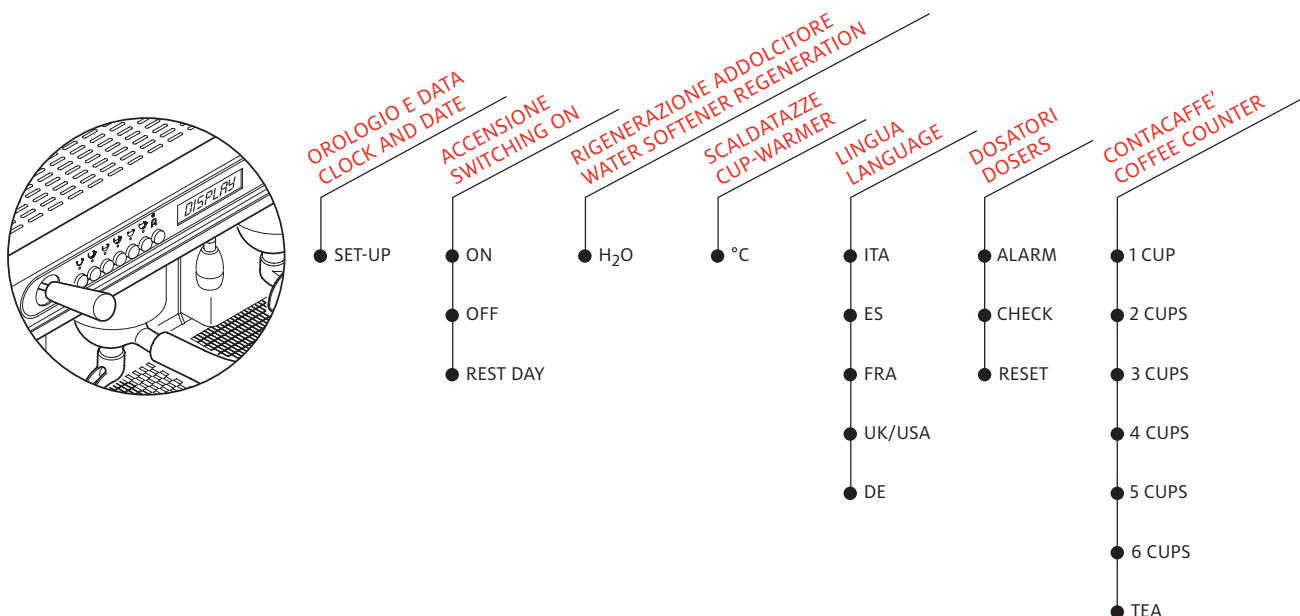 DISPLAY
OROLOGIO E DATA
CLOCK AND DATE
SET-UP
ACCENSIONE
SWITCHING ON
ON
OFF
REST DAY
RIGENERAZIONE ADDOLCITORE
WATER SOFTENER REGENERATION
H₂O
SCALDATAZZE
CUP-WARMER
°C
LINGUA
LANGUAGE
ITA
ES
FRA
UK/USA
DE
DOSATORI
DOSERS
ALARM
CHECK
RESET
CONTACAFFE'
COFFEE COUNTER
1 CUP
2 CUPS
3 CUPS
4 CUPS
5 CUPS
6 CUPS
TEA